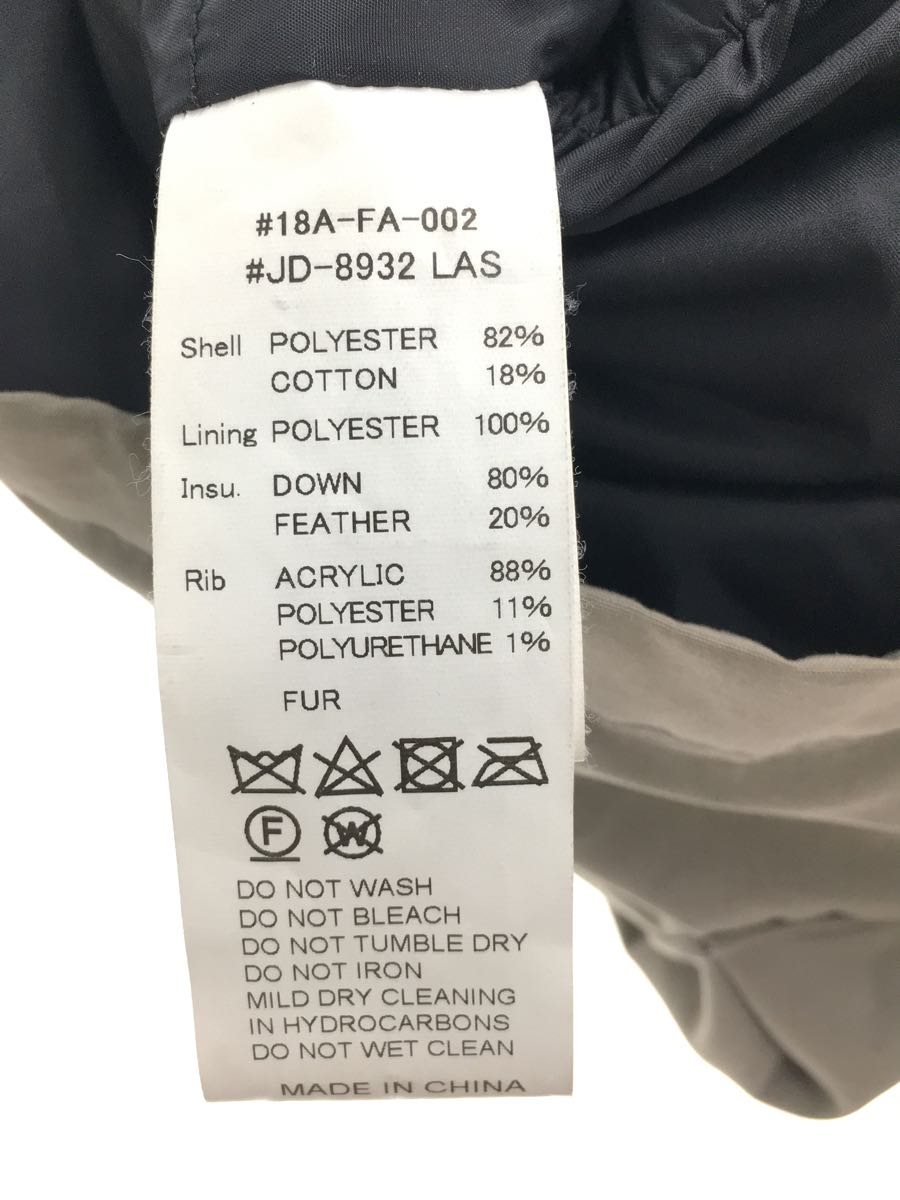 #18A-FA-002
#JD-8932 LAS
Shell POLYESTER 82%
COTTON 18%
Lining POLYESTER 100%
Insu. DOWN 80%
FEATHER 20%
Rib ACRYLIC 88%
POLYESTER 11%
POLYURETHANE 1%
FUR
F W
DO NOT WASH
DO NOT BLEACH
DO NOT TUMBLE DRY
DO NOT IRON
MILD DRY CLEANING
IN HYDROCARBONS
DO NOT WET CLEAN
MADE IN CHINA